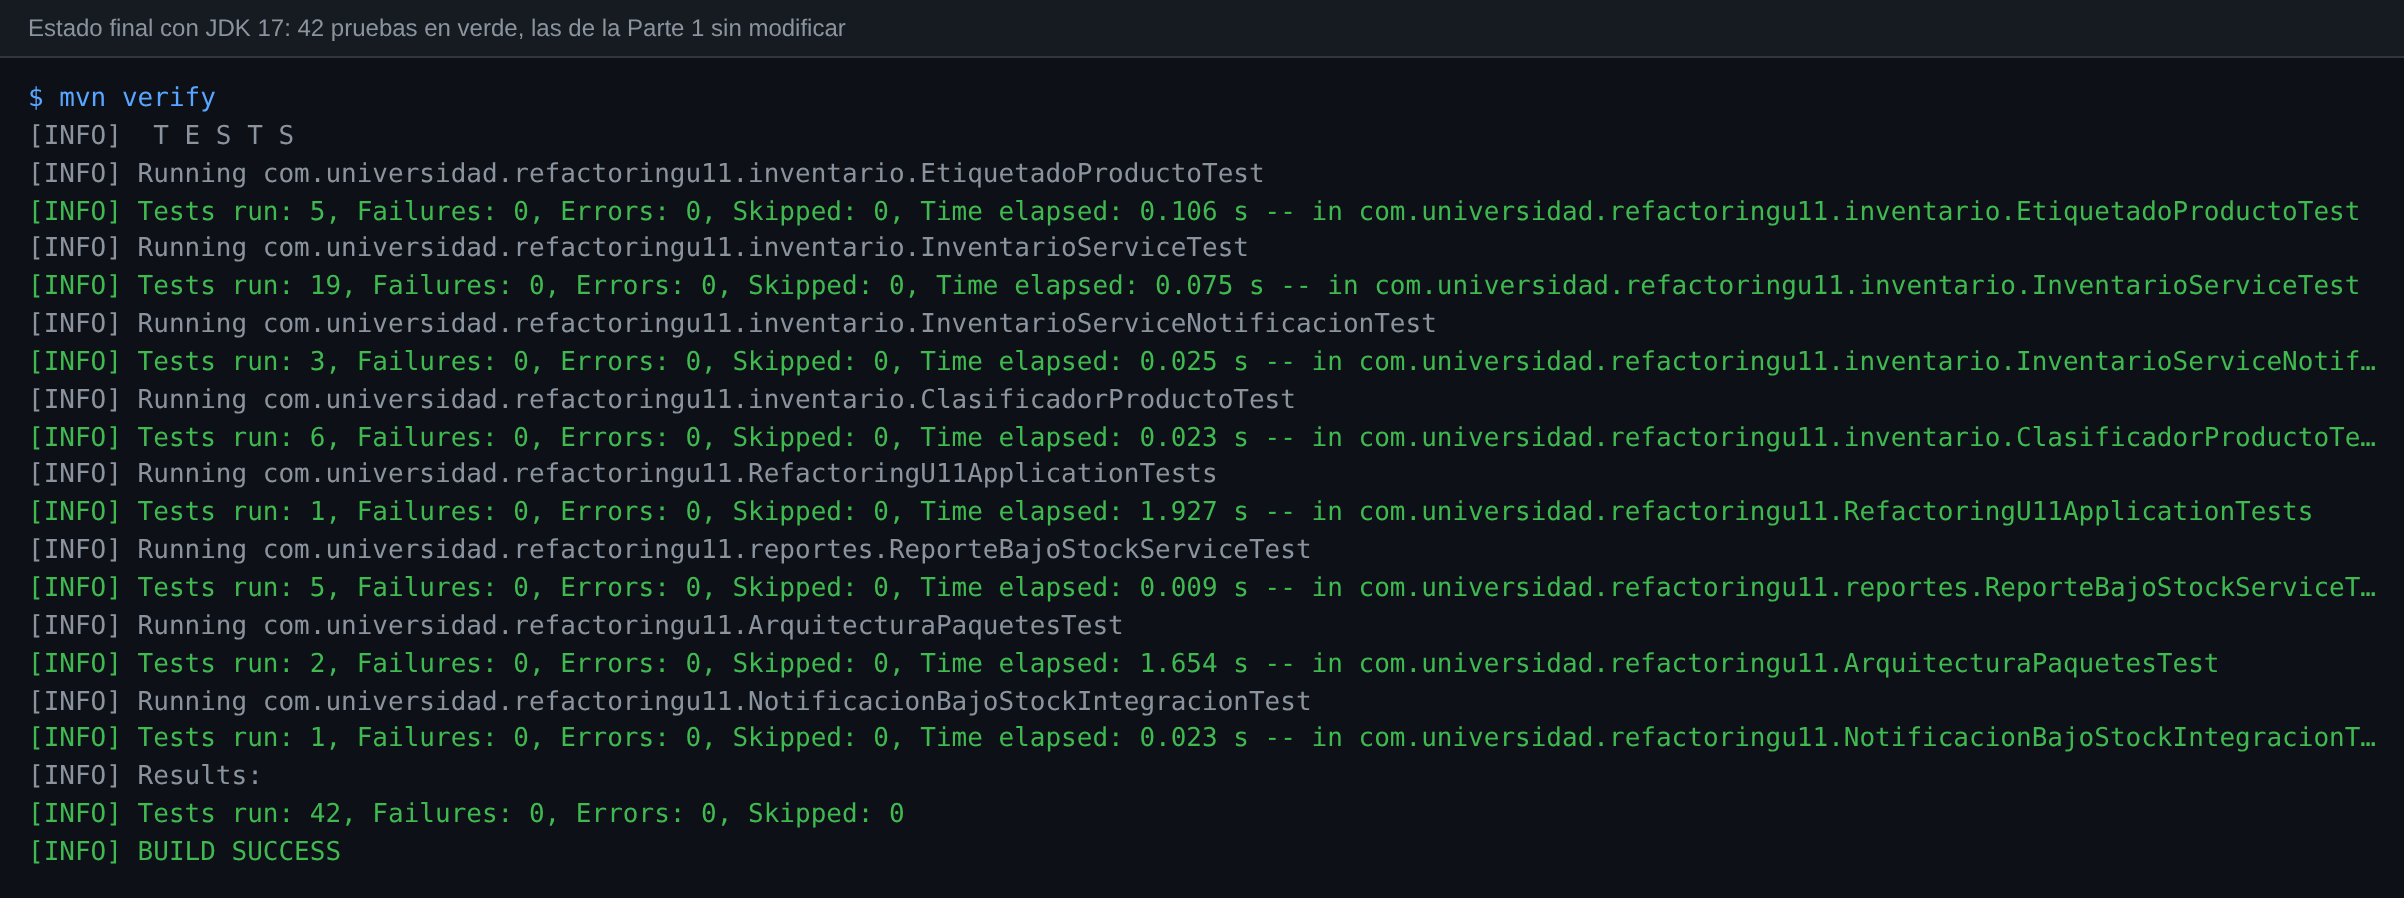 Estado final con JDK 17: 42 pruebas en verde, las de la Parte 1 sin modificar
$ mvn verify
[INFO]  T E S T S
[INFO] Running com.universidad.refactoringu11.inventario.EtiquetadoProductoTest
[INFO] Tests run: 5, Failures: 0, Errors: 0, Skipped: 0, Time elapsed: 0.106 s -- in com.universidad.refactoringu11.inventario.EtiquetadoProductoTest
[INFO] Running com.universidad.refactoringu11.inventario.InventarioServiceTest
[INFO] Tests run: 19, Failures: 0, Errors: 0, Skipped: 0, Time elapsed: 0.075 s -- in com.universidad.refactoringu11.inventario.InventarioServiceTest
[INFO] Running com.universidad.refactoringu11.inventario.InventarioServiceNotificacionTest
[INFO] Tests run: 3, Failures: 0, Errors: 0, Skipped: 0, Time elapsed: 0.025 s -- in com.universidad.refactoringu11.inventario.InventarioServiceNotif…
[INFO] Running com.universidad.refactoringu11.inventario.ClasificadorProductoTest
[INFO] Tests run: 6, Failures: 0, Errors: 0, Skipped: 0, Time elapsed: 0.023 s -- in com.universidad.refactoringu11.inventario.ClasificadorProductoTe…
[INFO] Running com.universidad.refactoringu11.RefactoringU11ApplicationTests
[INFO] Tests run: 1, Failures: 0, Errors: 0, Skipped: 0, Time elapsed: 1.927 s -- in com.universidad.refactoringu11.RefactoringU11ApplicationTests
[INFO] Running com.universidad.refactoringu11.reportes.ReporteBajoStockServiceTest
[INFO] Tests run: 5, Failures: 0, Errors: 0, Skipped: 0, Time elapsed: 0.009 s -- in com.universidad.refactoringu11.reportes.ReporteBajoStockServiceT…
[INFO] Running com.universidad.refactoringu11.ArquitecturaPaquetesTest
[INFO] Tests run: 2, Failures: 0, Errors: 0, Skipped: 0, Time elapsed: 1.654 s -- in com.universidad.refactoringu11.ArquitecturaPaquetesTest
[INFO] Running com.universidad.refactoringu11.NotificacionBajoStockIntegracionTest
[INFO] Tests run: 1, Failures: 0, Errors: 0, Skipped: 0, Time elapsed: 0.023 s -- in com.universidad.refactoringu11.NotificacionBajoStockIntegracionT…
[INFO] Results:
[INFO] Tests run: 42, Failures: 0, Errors: 0, Skipped: 0
[INFO] BUILD SUCCESS